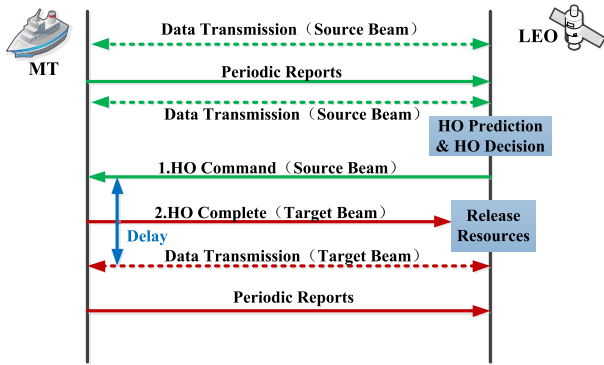 Data Transmission（Source Beam）
MT
LEO
Periodic Reports
Data Transmission（Source Beam）
HO Prediction
& HO Decision
1.HO Command（Source Beam）
2.HO Complete（Target Beam）
Release
Resources
Delay
Data Transmission（Target Beam）
Periodic Reports